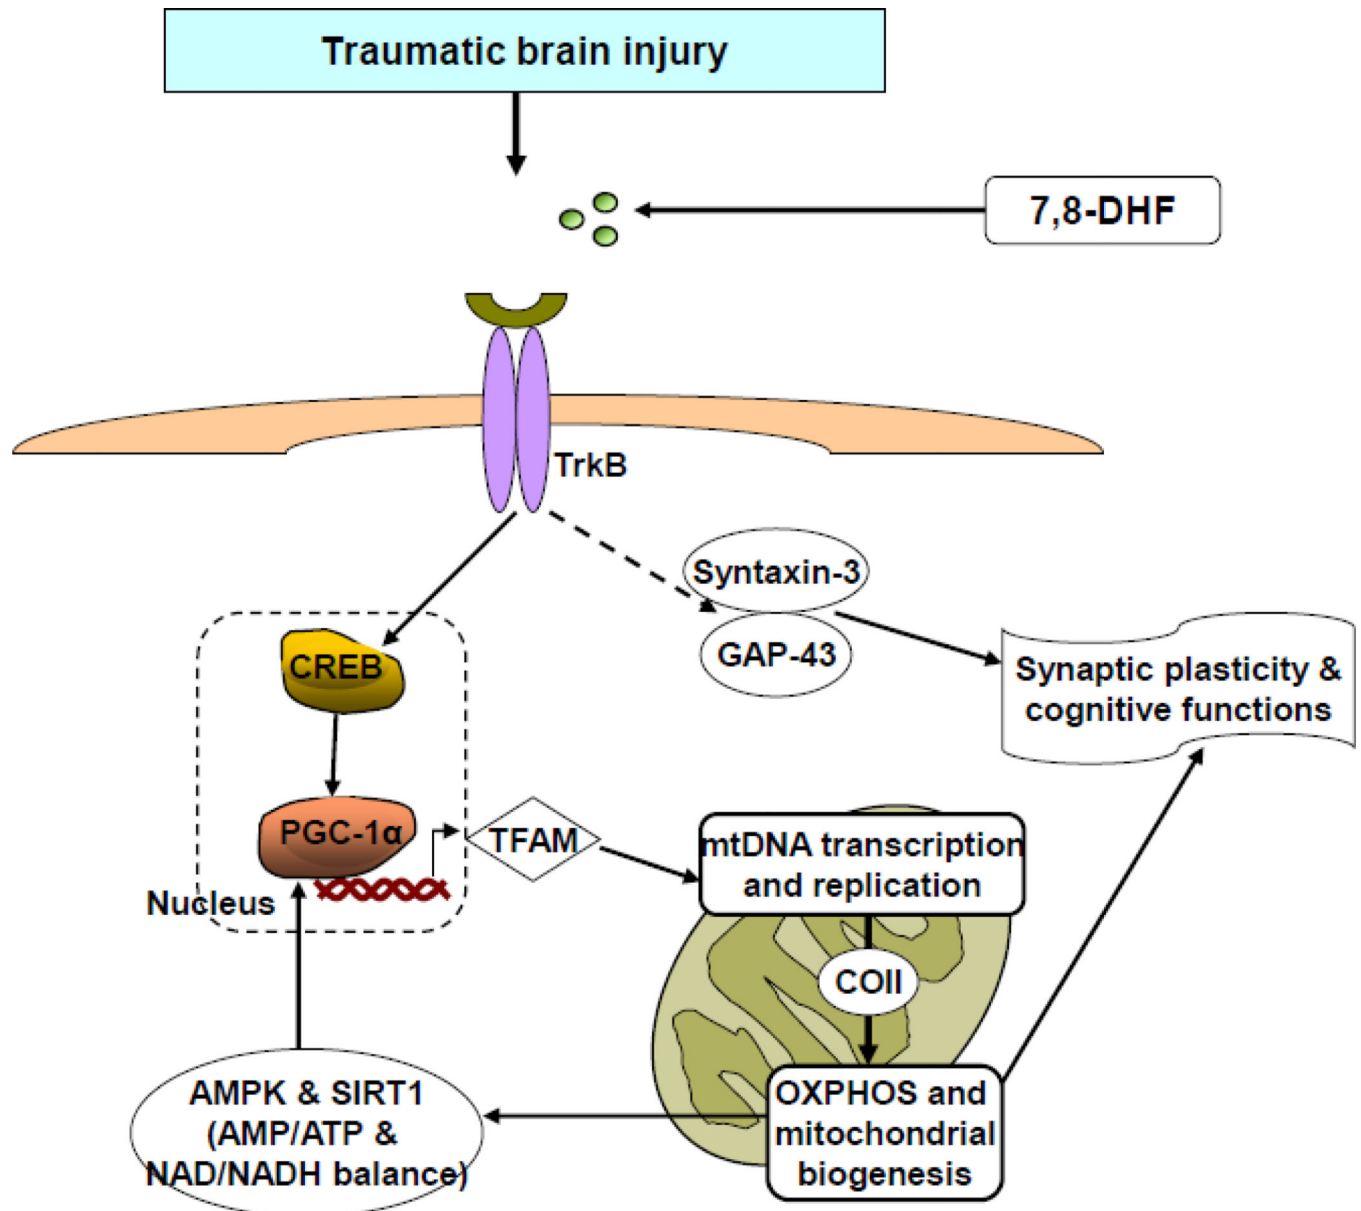 Traumatic brain injury
7,8-DHF
TrkB
Syntaxin-3
GAP-43
CREB
Synaptic plasticity &
cognitive functions
PGC-1α
TFAM
mtDNA transcription
and replication
Nucleus
COII
AMPK & SIRT1
(AMP/ATP &
NAD/NADH balance)
OXPHOS and
mitochondrial
biogenesis